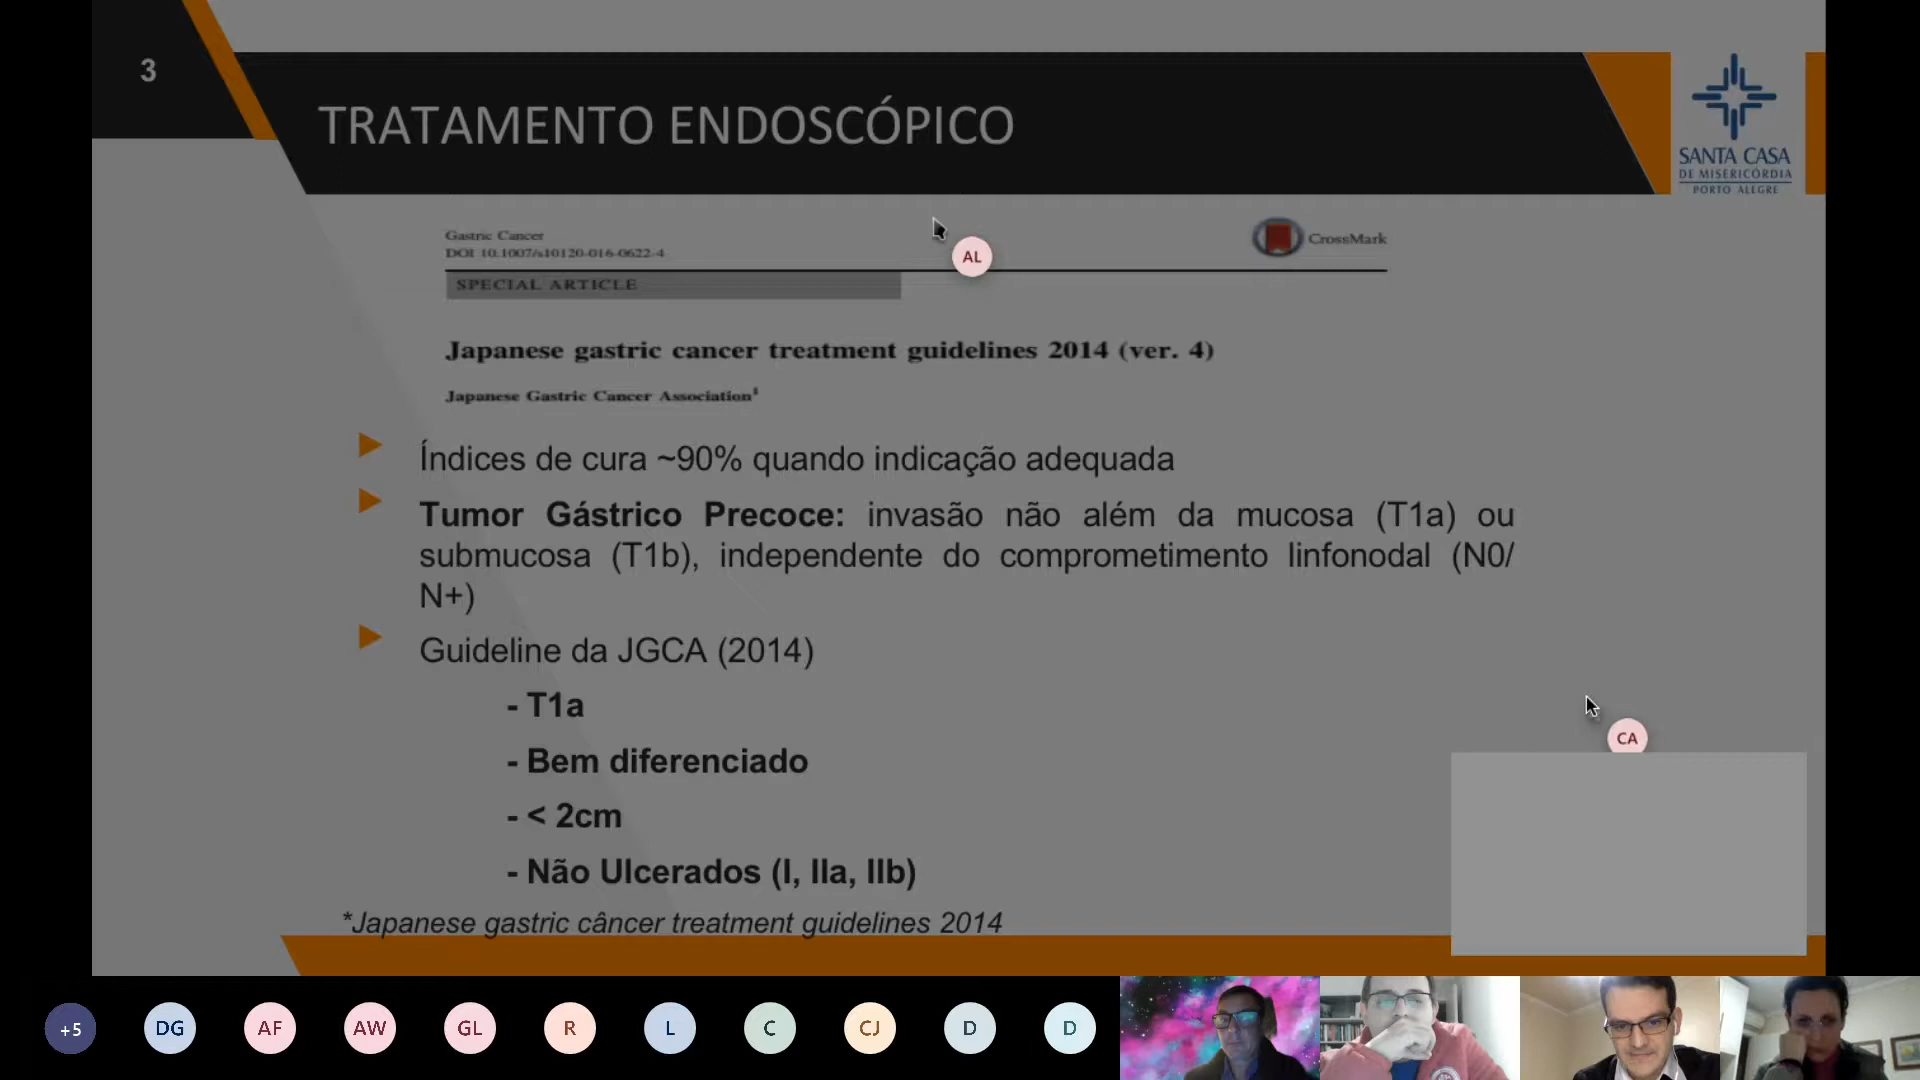 3
TRATAMENTO ENDOSCÓPICO
SANTA CASA
DE MISERICÓRDIA
PORTO ALEGRE
Gastric Cancer
DOI 10.1007/s10120-016-0622-4
CrossMark
AL
SPECIAL ARTICLE
Japanese gastric cancer treatment guidelines 2014 (ver. 4)
Japanese Gastric Cancer Association¹
Índices de cura ~90% quando indicação adequada
Tumor Gástrico Precoce: invasão não além da mucosa (T1a) ou
submucosa (T1b), independente do comprometimento linfonodal (N0/
N+)
Guideline da JGCA (2014)
- T1a
- Bem diferenciado
- < 2cm
- Não Ulcerados (I, IIa, IIb)
CA
*Japanese gastric câncer treatment guidelines 2014
+5
DG
AF
AW
GL
R
L
C
CJ
D
D